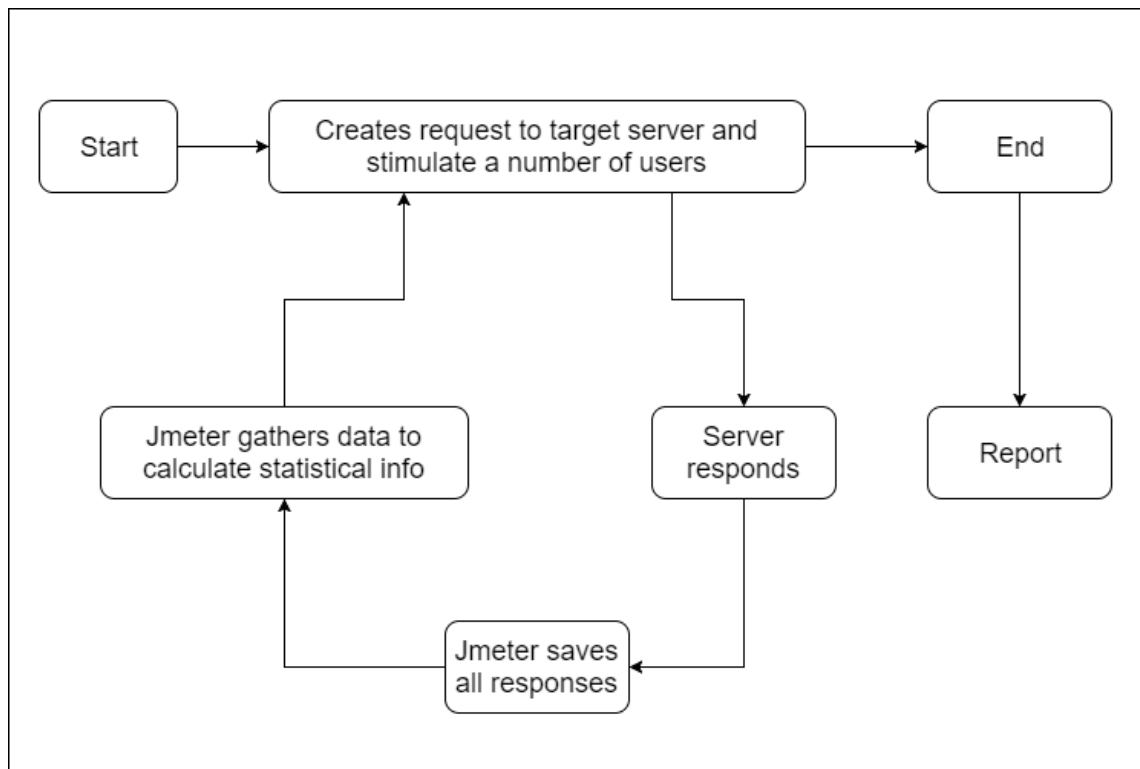 Start
Creates request to target server and
stimulate a number of users
End
Jmeter gathers data to
calculate statistical info
Server
responds
Report
Jmeter saves
all responses